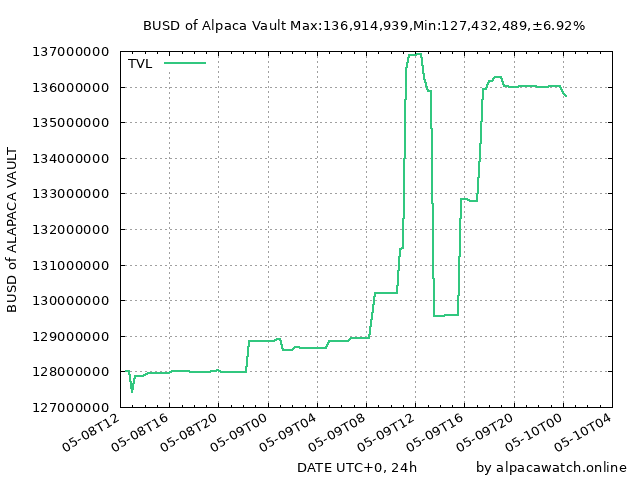 BUSD of Alpaca Vault Max:136,914,939,Min:127,432,489,±6.92%
TVL
137000000
136000000
135000000
134000000
133000000
132000000
131000000
130000000
129000000
128000000
127000000
BUSD of ALAPACA VAULT
05-08T12
05-08T16
05-08T20
05-09T00
05-09T04
05-09T08
05-09T12
05-09T16
05-09T20
05-10T00
05-10T04
DATE UTC+0, 24h
by alpacawatch.online